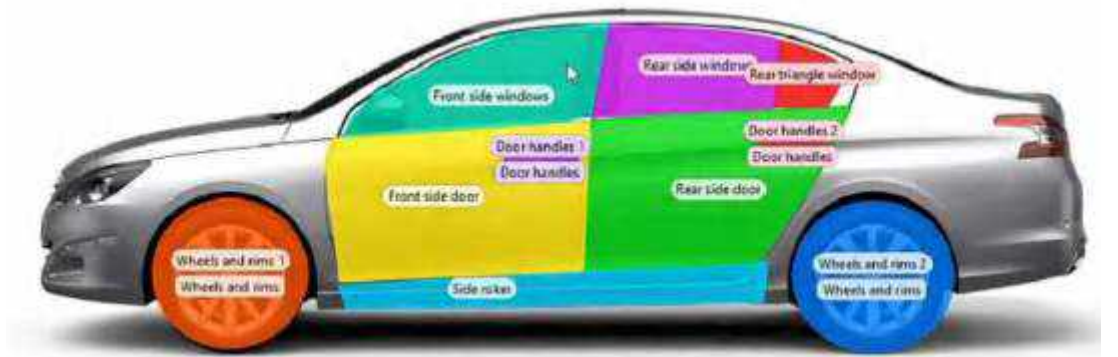 Rear side windows
Rear triangle window
Front side windows
Door handles 2
Door handles 1
Door handles
Door handles
Rear side door
Front side door
Wheels and rims 1
Wheels and rims 2
Wheels and rims
Wheels and rims
Side roker